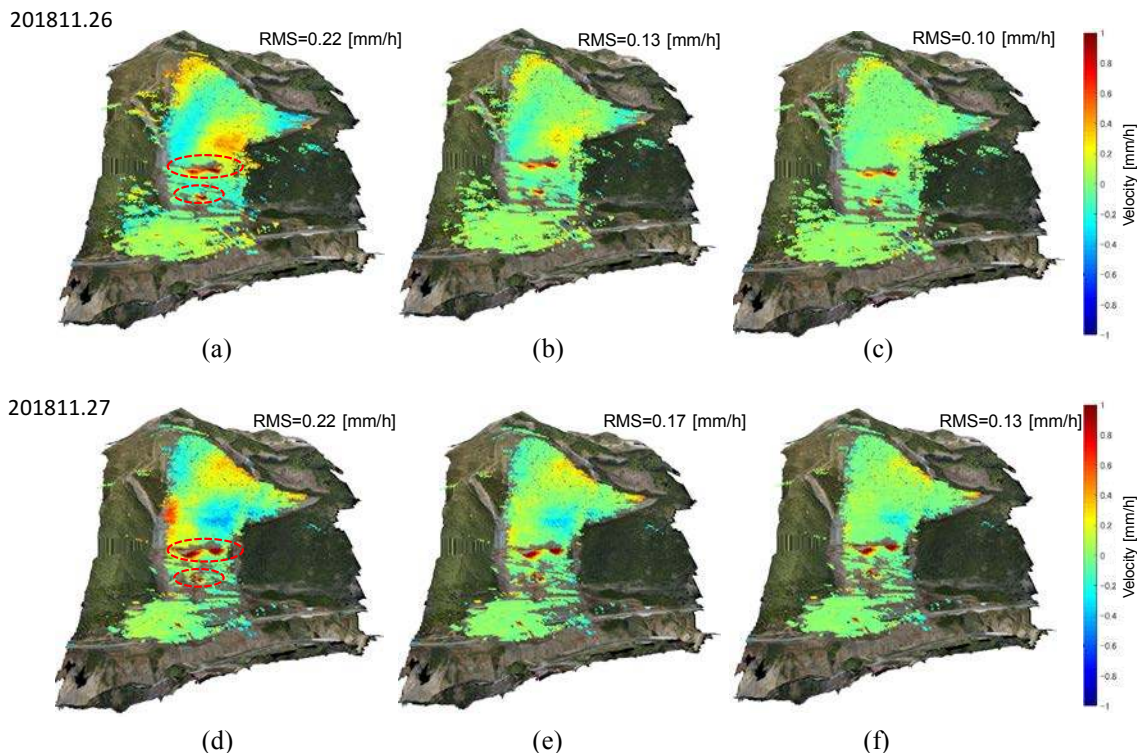 201811.26
RMS=0.22 [mm/h]
RMS=0.13 [mm/h]
RMS=0.10 [mm/h]
1
0.8
0.6
0.4
0.2
0
-0.2
-0.4
-0.6
-0.8
-1
Velocity [mm/h]
(a)
(b)
(c)
201811.27
RMS=0.22 [mm/h]
RMS=0.17 [mm/h]
RMS=0.13 [mm/h]
1
0.8
0.6
0.4
0.2
0
-0.2
-0.4
-0.6
-0.8
-1
Velocity [mm/h]
(d)
(e)
(f)